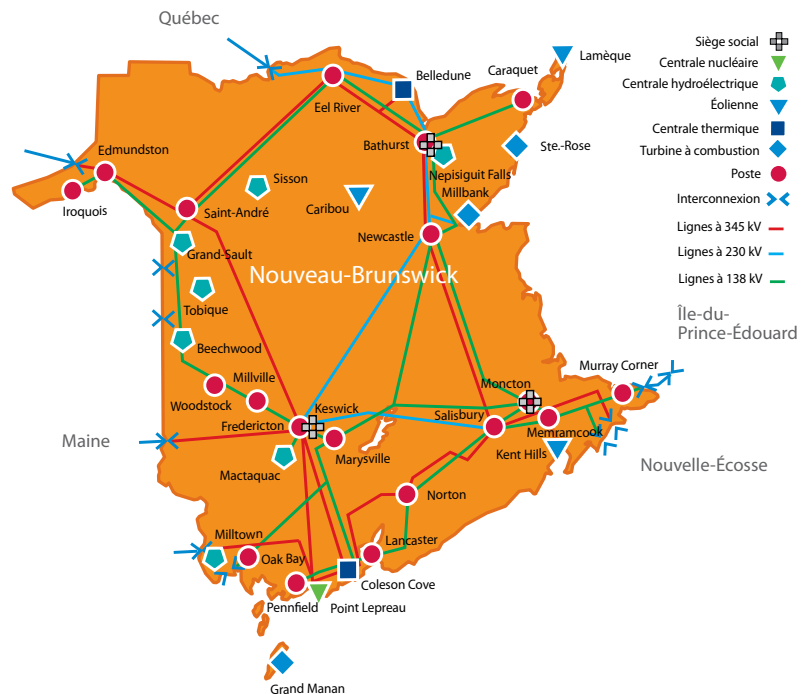 Québec
Siège social
Centrale nucléaire
Centrale hydroélectrique
Éolienne
Centrale thermique
Turbine à combustion
Poste
Interconnexion
Lignes à 345 kV
Lignes à 230 kV
Lignes à 138 kV
Lamèque
Belledune
Caraquet
Eel River
Bathurst
Ste.-Rose
Edmundston
Nepisiguit Falls
Sisson
Millbank
Iroquois
Saint-André
Caribou
Newcastle
Grand-Sault
Nouveau-Brunswick
Tobique
Île-du-
Prince-Édouard
Beechwood
Murray Corner
Millville
Moncton
Woodstock
Keswick
Salisbury
Fredericton
Memramcook
Maine
Marysville
Kent Hills
Mactaquac
Nouvelle-Écosse
Norton
Milltown
Lancaster
Oak Bay
Coleson Cove
Pennfield
Point Lepreau
Grand Manan